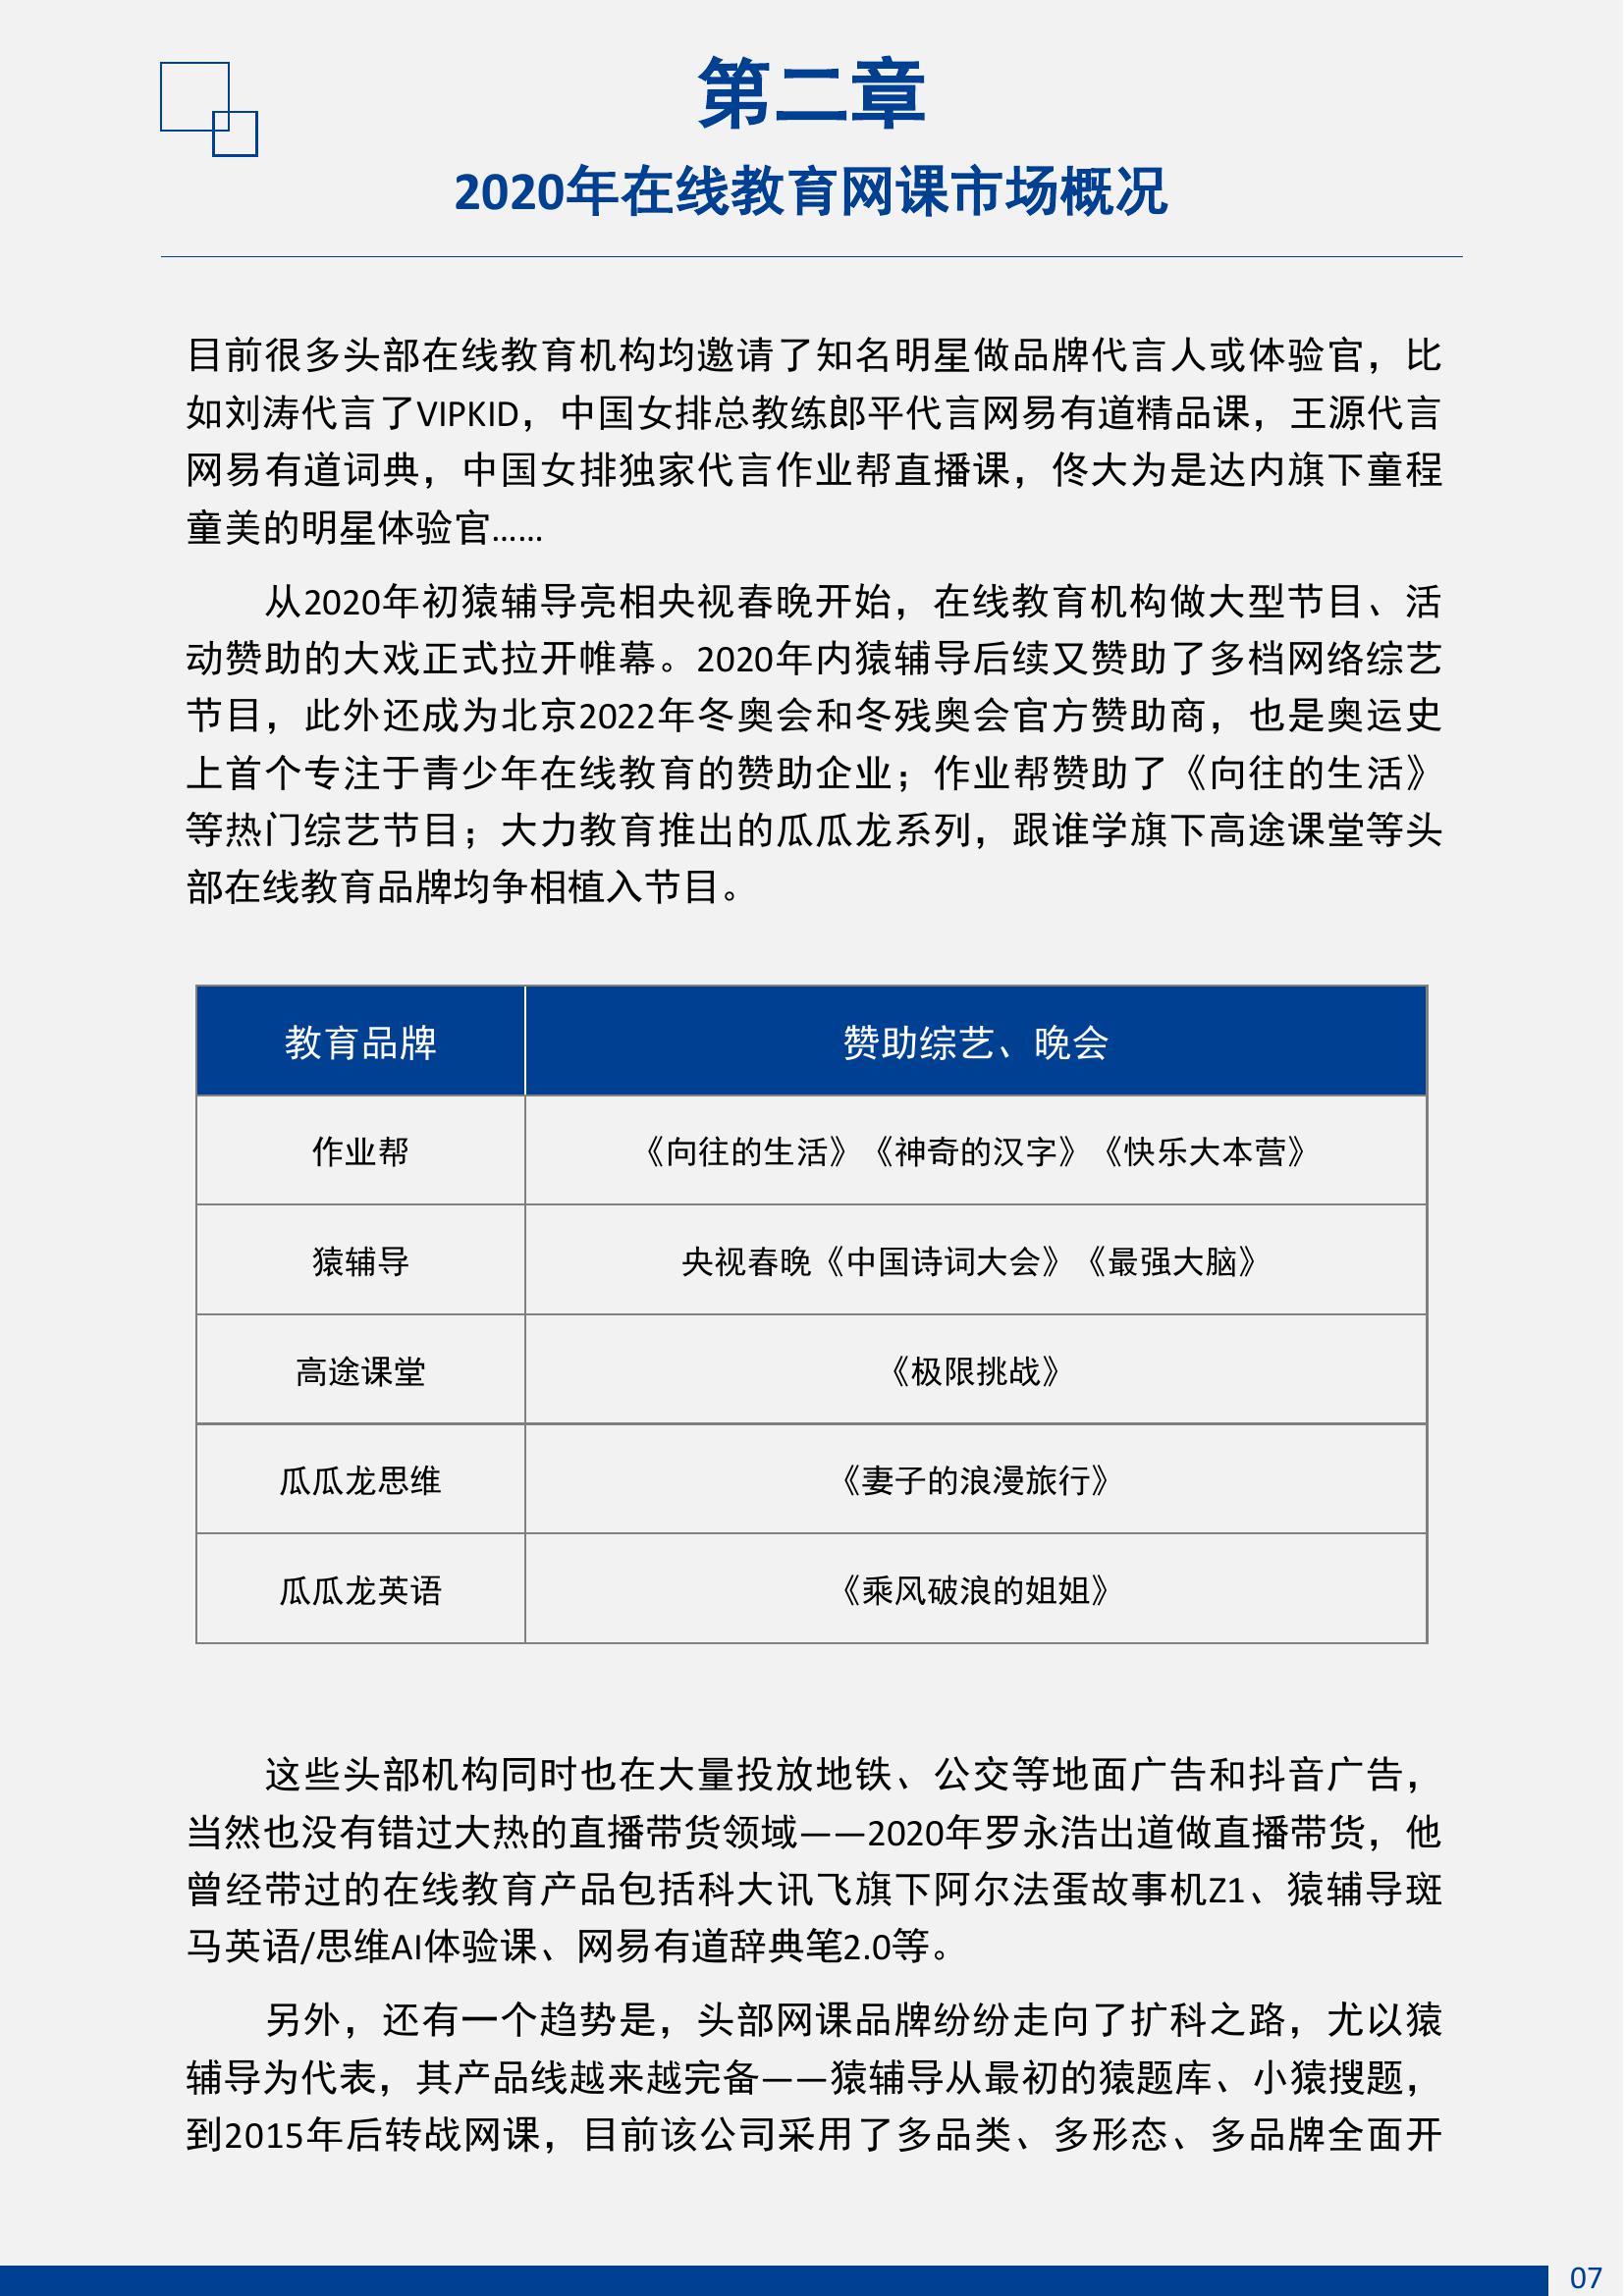 第二章
2020年在线教育网课市场概况
目前很多头部在线教育机构均邀请了知名明星做品牌代言人或体验官，比
如刘涛代言了VIPKID，中国女排总教练郎平代言网易有道精品课，王源代言
网易有道词典，中国女排独家代言作业帮直播课，佟大为是达内旗下童程
童美的明星体验官……
从2020年初猿辅导亮相央视春晚开始，在线教育机构做大型节目、活
动赞助的大戏正式拉开帷幕。2020年内猿辅导后续又赞助了多档网络综艺
节目，此外还成为北京2022年冬奥会和冬残奥会官方赞助商，也是奥运史
上首个专注于青少年在线教育的赞助企业；作业帮赞助了《向往的生活》
等热门综艺节目；大力教育推出的瓜瓜龙系列，跟谁学旗下高途课堂等头
部在线教育品牌均争相植入节目。
教育品牌 赞助综艺、晚会
作业帮 《向往的生活》《神奇的汉字》《快乐大本营》
猿辅导 央视春晚《中国诗词大会》《最强大脑》
高途课堂 《极限挑战》
瓜瓜龙思维 《妻子的浪漫旅行》
瓜瓜龙英语 《乘风破浪的姐姐》
这些头部机构同时也在大量投放地铁、公交等地面广告和抖音广告，
当然也没有错过大热的直播带货领域——2020年罗永浩出道做直播带货，他
曾经带过的在线教育产品包括科大讯飞旗下阿尔法蛋故事机Z1、猿辅导斑
马英语/思维AI体验课、网易有道辞典笔2.0等。
另外，还有一个趋势是，头部网课品牌纷纷走向了扩科之路，尤以猿
辅导为代表，其产品线越来越完备——猿辅导从最初的猿题库、小猿搜题，
到2015年后转战网课，目前该公司采用了多品类、多形态、多品牌全面开
07